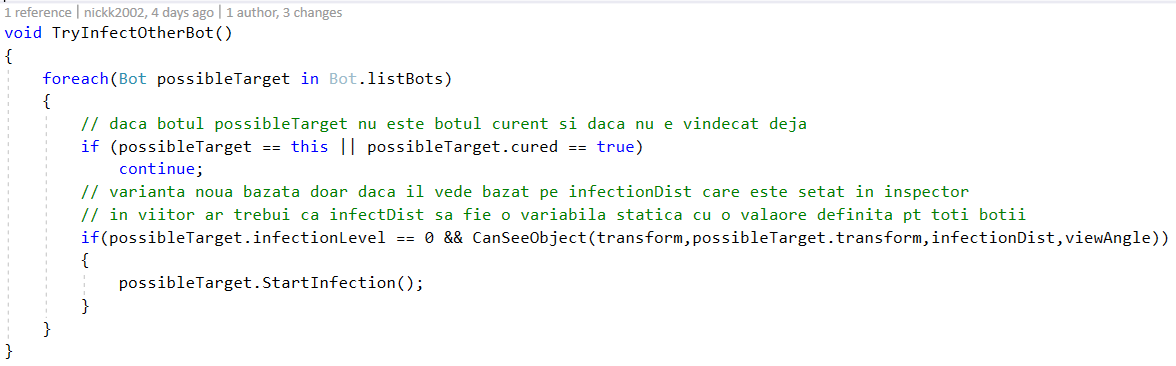 1 reference | nickk2002, 4 days ago | 1 author, 3 changes
void TryInfectOtherBot()
{
    foreach(Bot possibleTarget in Bot.listBots)
    {
        // daca botul possibleTarget nu este botul curent si daca nu e vindecat deja
        if (possibleTarget == this || possibleTarget.cured == true)
            continue;
        // varianta noua bazata doar daca il vede bazat pe infectionDist care este setat in inspector
        // in viitor ar trebui ca infectDist sa fie o variabila statica cu o valaore definita pt toti botii
        if(possibleTarget.infectionLevel == 0 && CanSeeObject(transform,possibleTarget.transform,infectionDist,viewAngle))
        {
            possibleTarget.StartInfection();
        }
    }
}